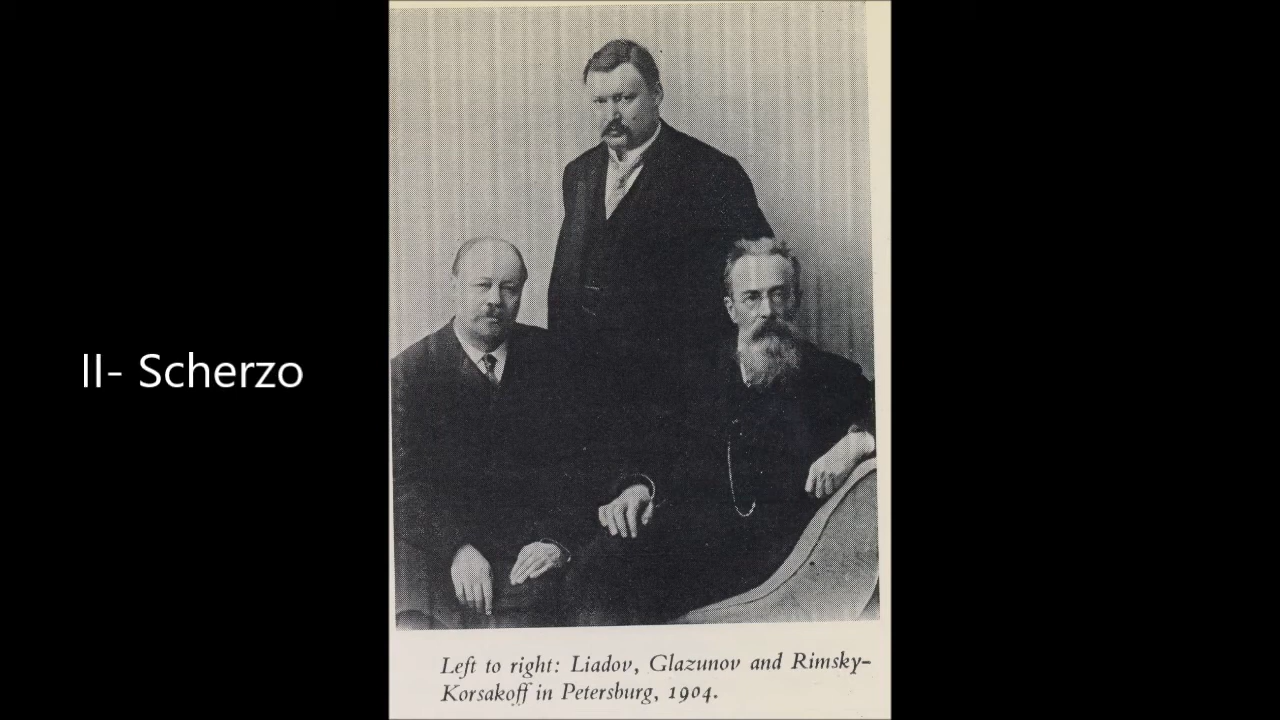 II- Scherzo
Left to right: Liadov, Glazunov and Rimsky-
Korsakoff in Petersburg, 1904.